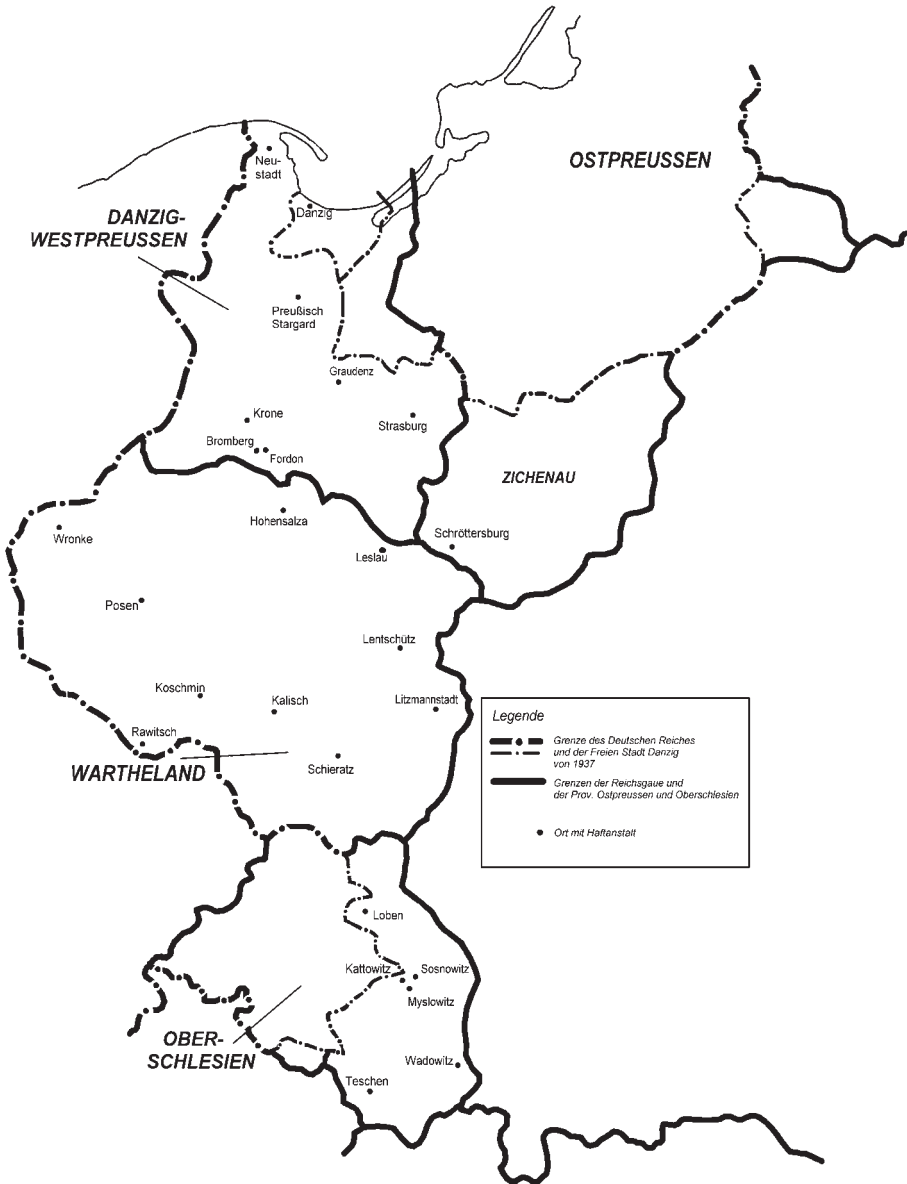 OSTPREUSSEN
Neu-
stadt
Danzig
DANZIG-
WESTPREUSSEN
Preußisch
Stargard
Graudenz
Krone
Strasburg
Bromberg
Fordon
ZICHENAU
Hohensalza
Wronke
Schröttersburg
Leslau
Posen
Lentschütz
Koschmin
Kalisch
Litzmannstadt
Rawitsch
WARTHELAND
Schieratz
Legende
Grenze des Deutschen Reiches
und der Freien Stadt Danzig
von 1937
Grenzen der Reichsgaue und
der Prov. Ostpreussen und Oberschlesien
Ort mit Haftanstalt
Loben
Kattowitz
Sosnowitz
Myslowitz
OBER-
SCHLESIEN
Wadowitz
Teschen